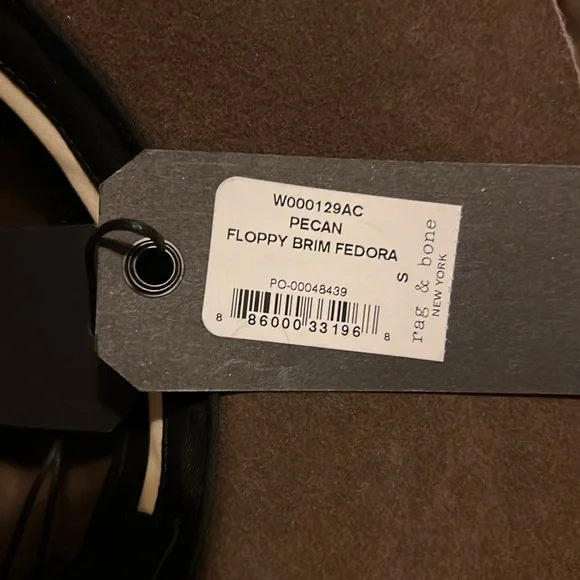 W000129AC
PECAN
FLOPPY BRIM FEDORA
S
PO-00048439
8 86000 33196 8
rag & bone
NEW YORK